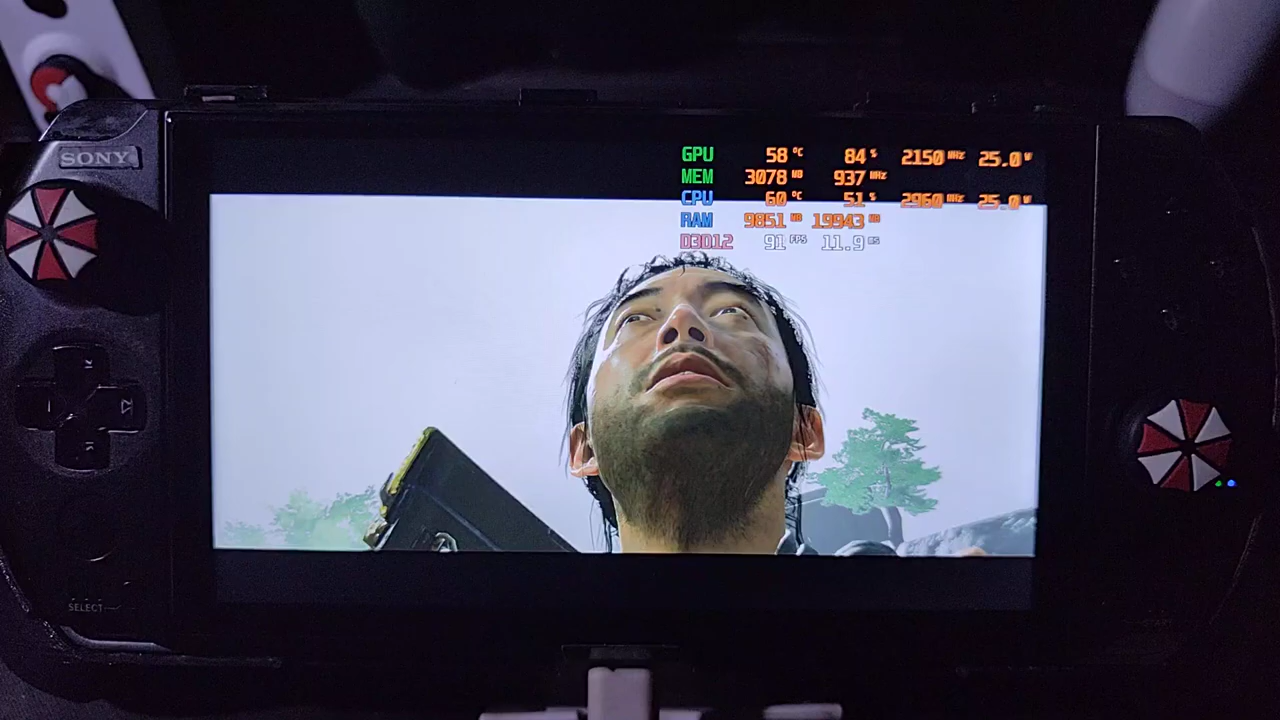 SONY
GPU 58 °C 84 % 2150 MHz 25.0 W
MEM 3078 MB 937 MHz
CPU 60 °C 51 % 2960 MHz 25.0 W
RAM 9851 MB 19943 MB
D3D12 91 FPS 11.9 MS
SELECT